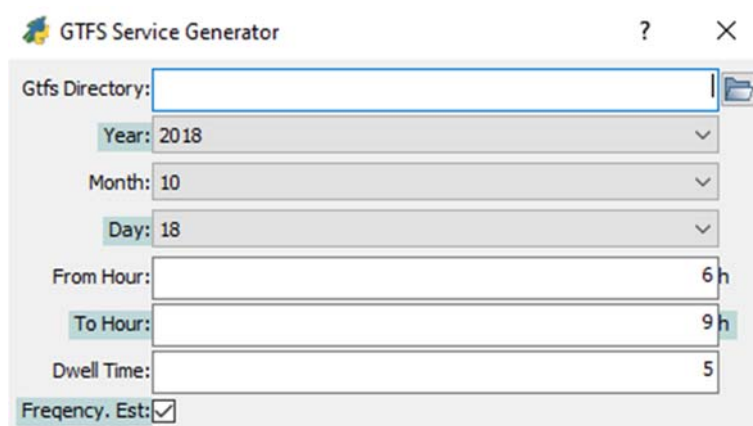 GTFS Service Generator ?
Gtfs Directory:
Year: 2018
Month: 10
Day: 18
From Hour: 6 h
To Hour: 9 h
Dwell Time: 5
Freqency. Est: